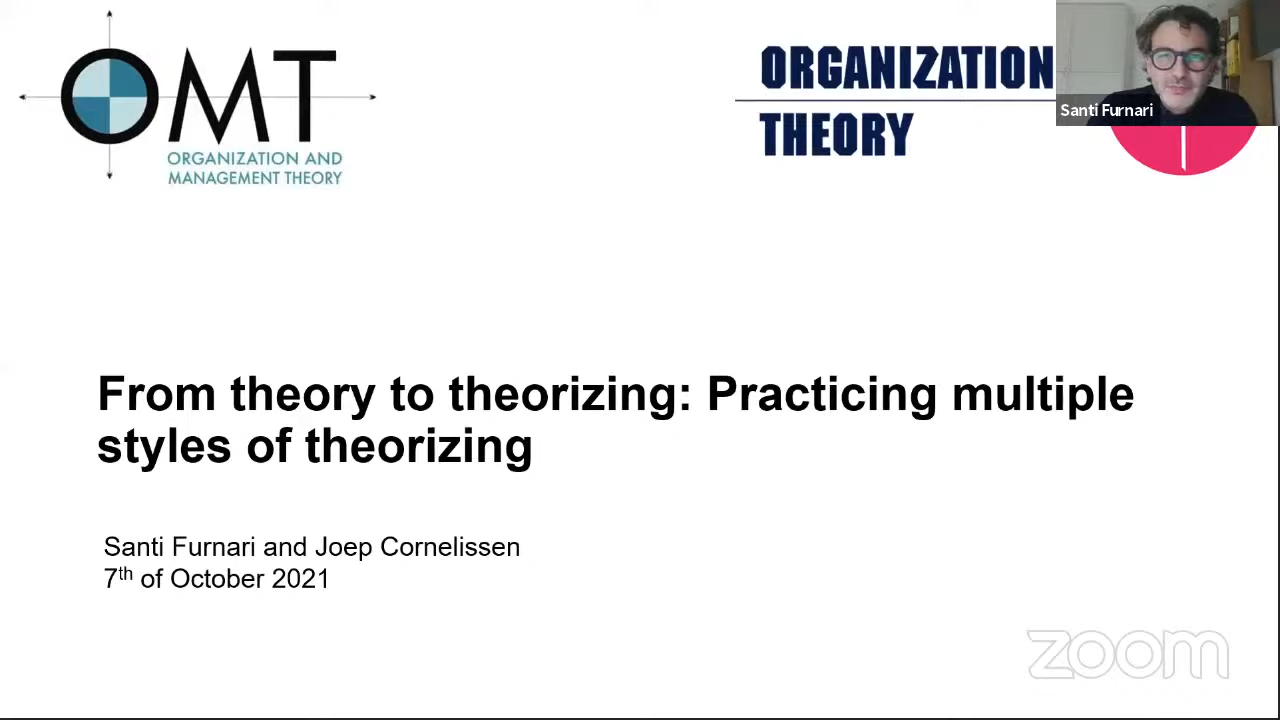 OMT
ORGANIZATION AND
MANAGEMENT THEORY
ORGANIZATION
THEORY
Santi Furnari
From theory to theorizing: Practicing multiple
styles of theorizing
Santi Furnari and Joep Cornelissen
7th of October 2021
zoom